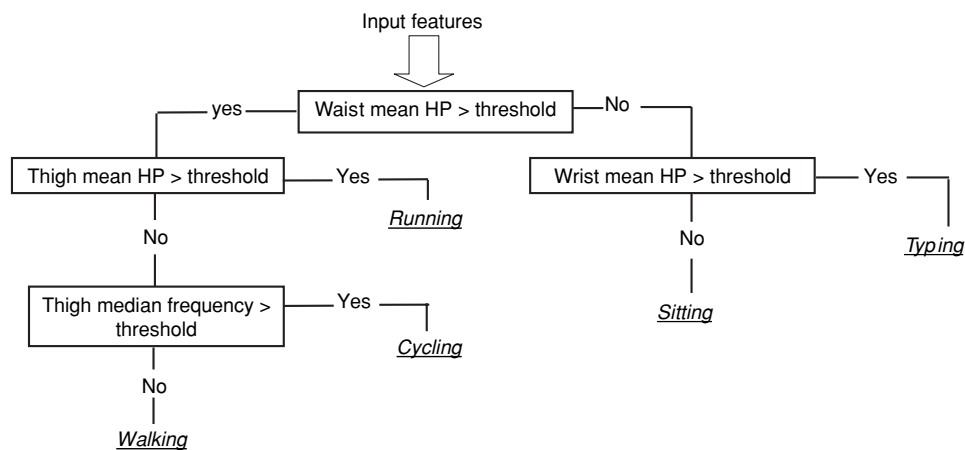 Input features
yes
Waist mean HP > threshold
No
Thigh mean HP > threshold
Yes
Running
Wrist mean HP > threshold
Yes
Typing
No
No
Sitting
Thigh median frequency >
threshold
Yes
Cycling
No
Walking